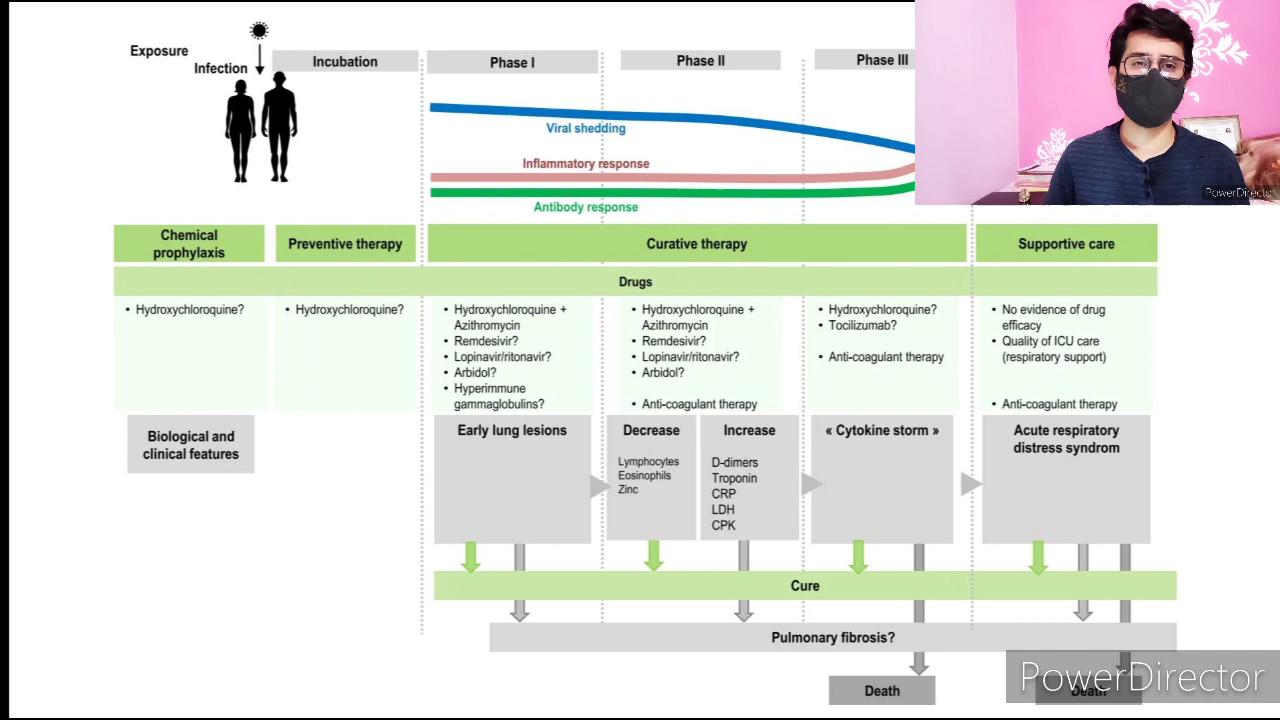 Exposure
Infection
Incubation
Phase I
Phase II
Phase III
Viral shedding
Inflammatory response
Antibody response
PowerDirector
Chemical
prophylaxis
Preventive therapy
Curative therapy
Supportive care
Drugs
• Hydroxychloroquine?
• Hydroxychloroquine?
• Hydroxychloroquine +
Azithromycin
• Remdesivir?
• Lopinavir/ritonavir?
• Arbidol?
• Hyperimmune
gammaglobulins?
• Hydroxychloroquine +
Azithromycin
• Remdesivir?
• Lopinavir/ritonavir?
• Arbidol?
• Anti-coagulant therapy
• Hydroxychloroquine?
• Tocilizumab?
• Anti-coagulant therapy
• No evidence of drug
efficacy
• Quality of ICU care
(respiratory support)
• Anti-coagulant therapy
Biological and
clinical features
Early lung lesions
Decrease
Lymphocytes
Eosinophils
Zinc
Increase
D-dimers
Troponin
CRP
LDH
CPK
« Cytokine storm »
Acute respiratory
distress syndrom
Cure
Pulmonary fibrosis?
Death
Death
PowerDirector